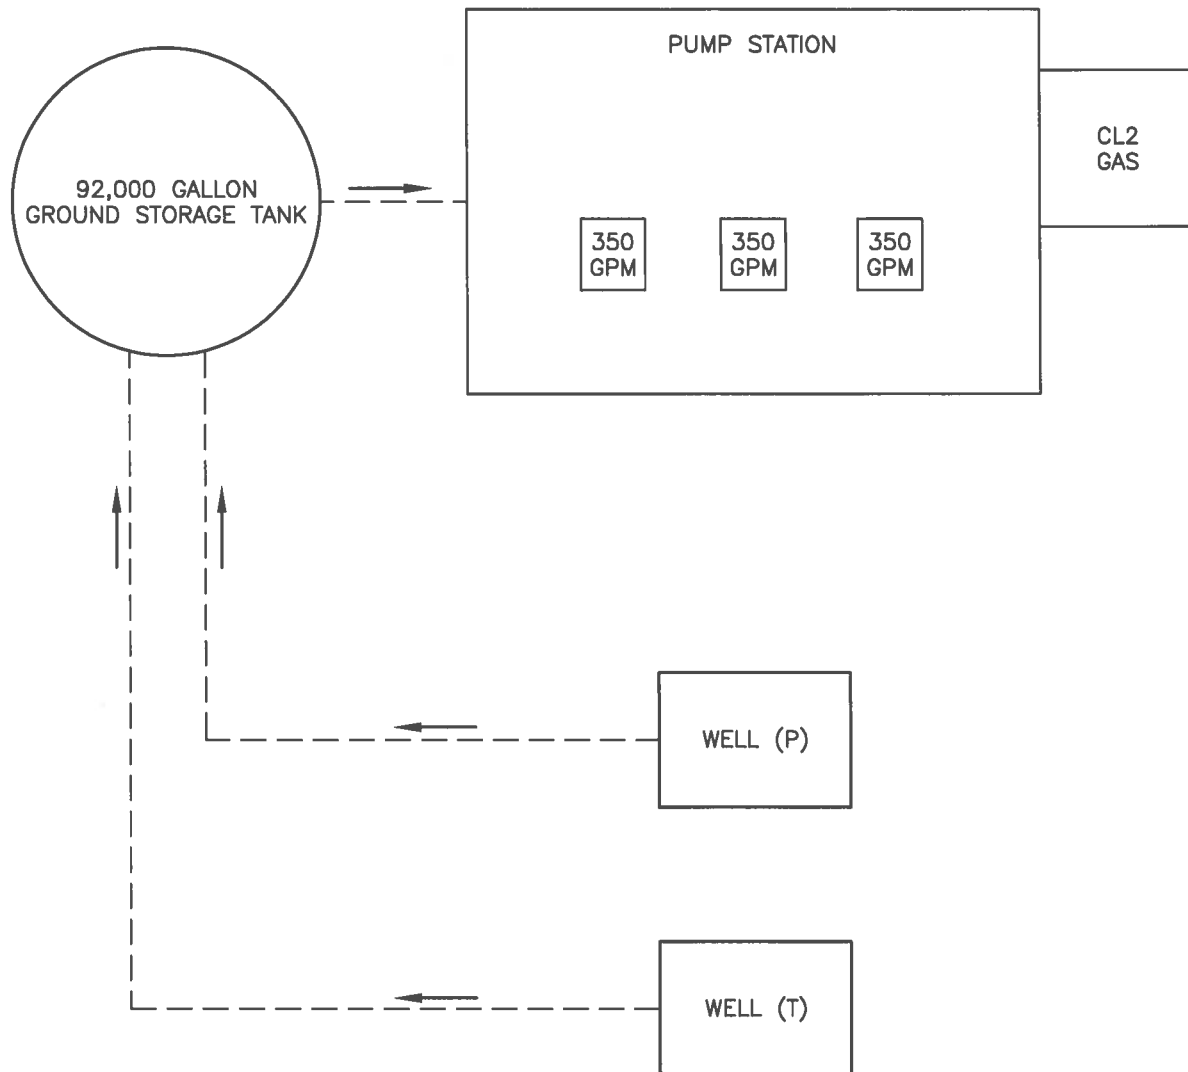 PUMP STATION
CL2
GAS
92,000 GALLON
GROUND STORAGE TANK
350
GPM
350
GPM
350
GPM
WELL (P)
WELL (T)